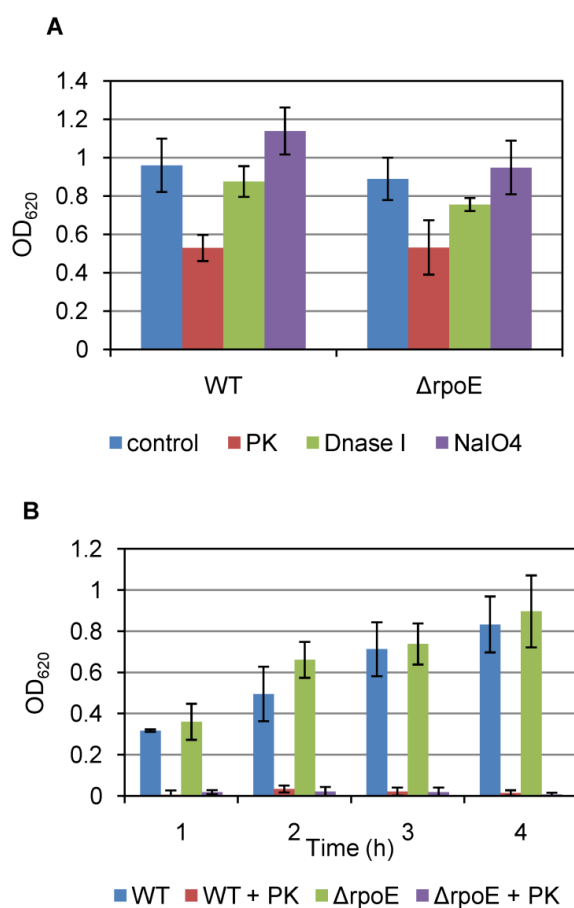 A
1.4
1.2
1
0.8
0.6
0.4
0.2
0
OD620
WT ΔrpoE
control PK Dnase I NaIO4
B
1.2
1
0.8
0.6
0.4
0.2
0
OD620
1 2 3 4
Time (h)
WT WT + PK ΔrpoE ΔrpoE + PK